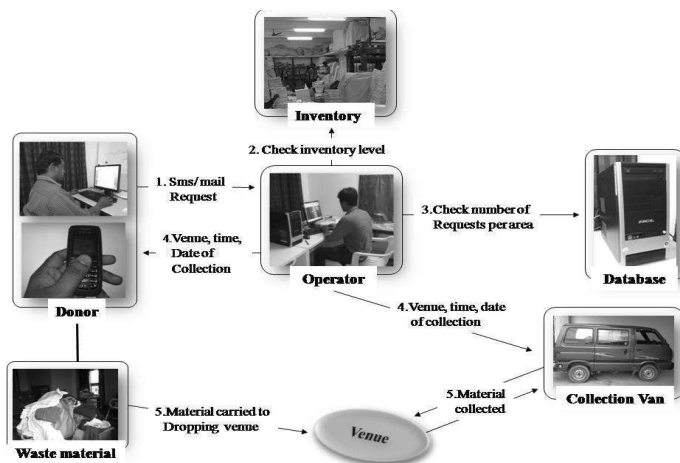 Inventory
2. Check inventory level
1. Sms/ mail
Request
3.Check number of
Requests per area
4.Venue, time,
Date of
Collection
Operator
Database
Donor
4.Venue, time, date
of collection
5.Material carried to
Dropping venue
Venue
5.Material
collected
Collection Van
Waste material